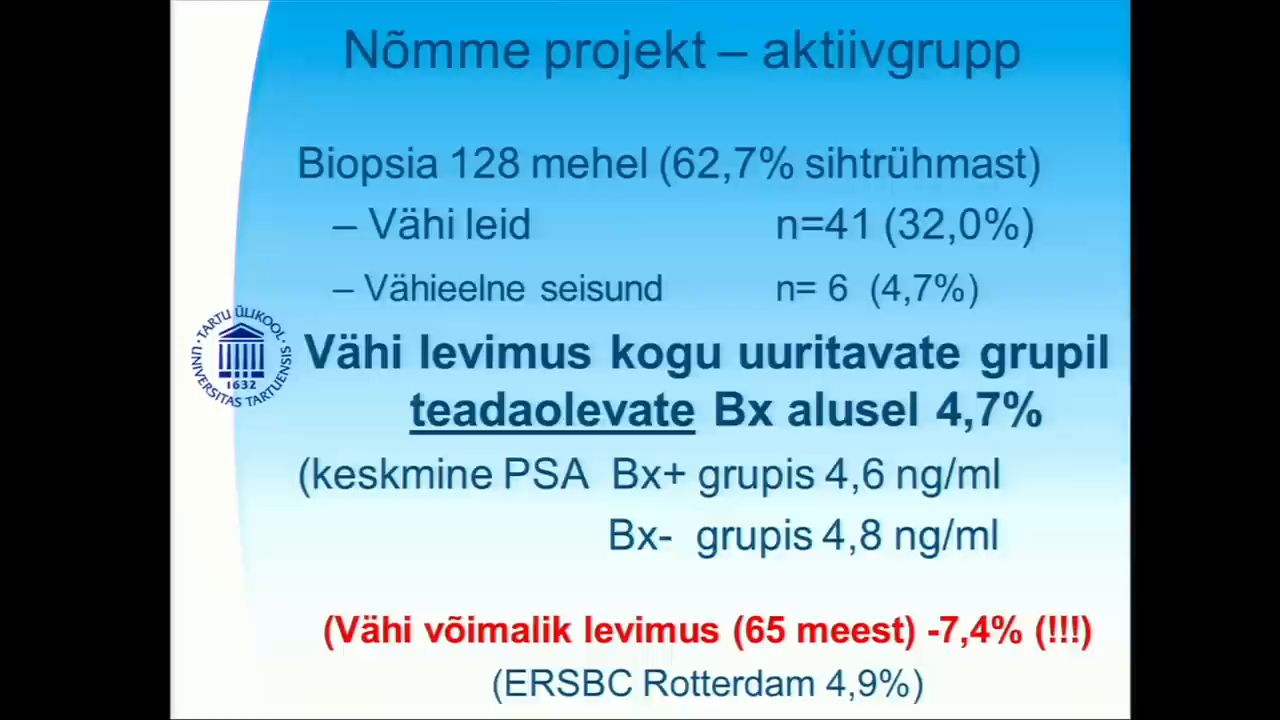 Nõmme projekt – aktiivgrupp
Biopsia 128 mehel (62,7% sihtrühmast)
– Vähi leid n=41 (32,0%)
– Vähieelne seisund n= 6 (4,7%)
TARTU ÜLIKOOL · UNIVERSITAS TARTUENSIS ·
1632
Vähi levimus kogu uuritavate grupil
teadaolevate Bx alusel 4,7%
(keskmine PSA Bx+ grupis 4,6 ng/ml
Bx- grupis 4,8 ng/ml
(Vähi võimalik levimus (65 meest) -7,4% (!!!)
(ERSBC Rotterdam 4,9%)